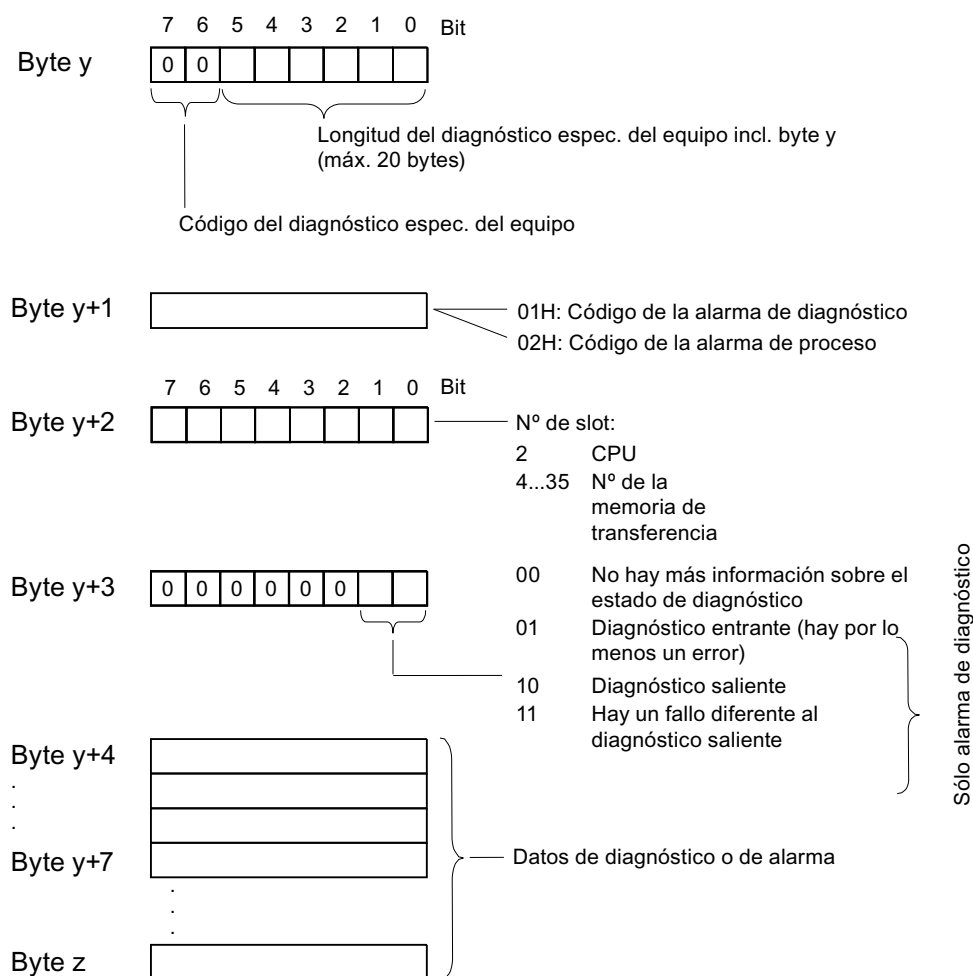 7 6 5 4 3 2 1 0 Bit
Byte y
0 0
Longitud del diagnóstico espec. del equipo incl. byte y
(máx. 20 bytes)
Código del diagnóstico espec. del equipo
Byte y+1
01H: Código de la alarma de diagnóstico
02H: Código de la alarma de proceso
7 6 5 4 3 2 1 0 Bit
Byte y+2
Nº de slot:
2 CPU
4...35 Nº de la
memoria de
transferencia
Byte y+3
0 0 0 0 0 0
00 No hay más información sobre el
estado de diagnóstico
01 Diagnóstico entrante (hay por lo
menos un error)
10 Diagnóstico saliente
11 Hay un fallo diferente al
diagnóstico saliente
Sólo alarma de diagnóstico
Byte y+4
.
.
.
Byte y+7
Datos de diagnóstico o de alarma
.
.
.
Byte z